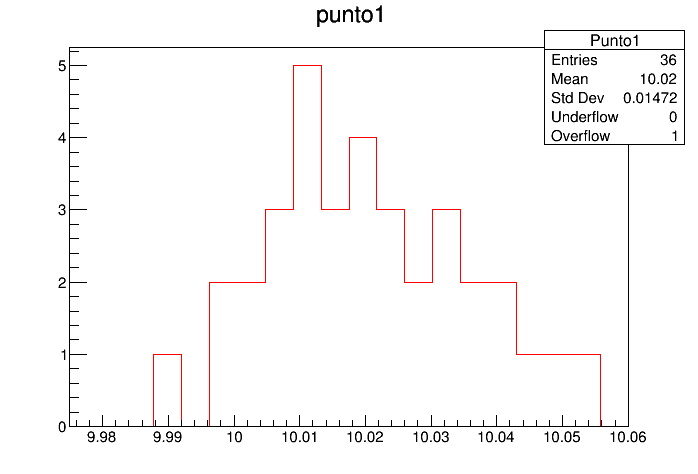 punto1
Punto1
Entries 36
Mean 10.02
Std Dev 0.01472
Underflow 0
Overflow 1
5
4
3
2
1
0
9.98 9.99 10 10.01 10.02 10.03 10.04 10.05 10.06